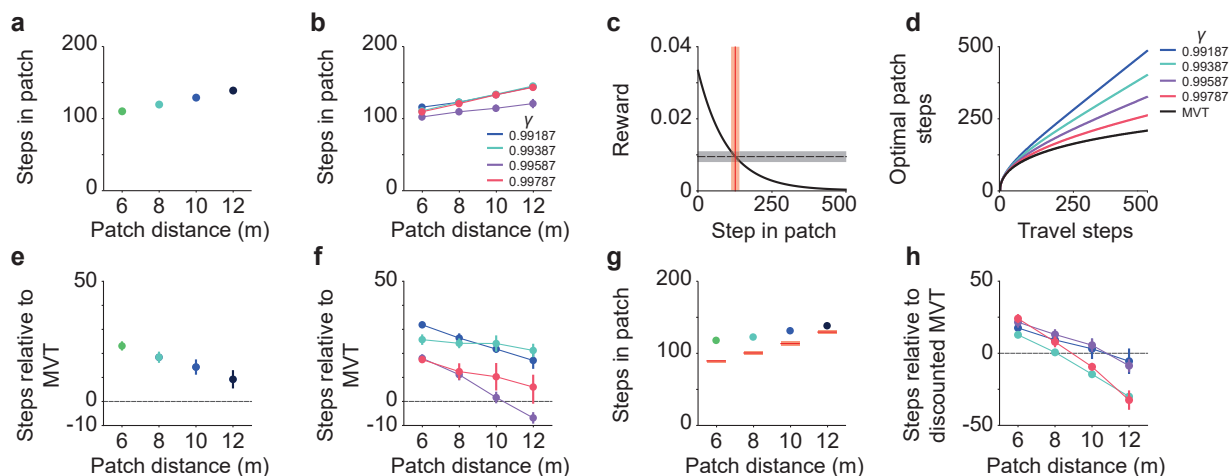 a
200
100
0
6
8
10
12
Steps in patch
Patch distance (m)
b
200
100
0
6
8
10
12
Steps in patch
Patch distance (m)
γ
0.99187
0.99387
0.99587
0.99787
c
0.04
0.02
0
0
250
500
Reward
Step in patch
d
500
250
0
0
250
500
Optimal patch
steps
Travel steps
γ
0.99187
0.99387
0.99587
0.99787
MVT
e
50
0
-10
6
8
10
12
Steps relative to
MVT
Patch distance (m)
f
50
0
-10
6
8
10
12
Steps relative to
MVT
Patch distance (m)
g
200
100
0
6
8
10
12
Steps in patch
Patch distance (m)
h
50
0
-50
6
8
10
12
Steps relative to
discounted MVT
Patch distance (m)